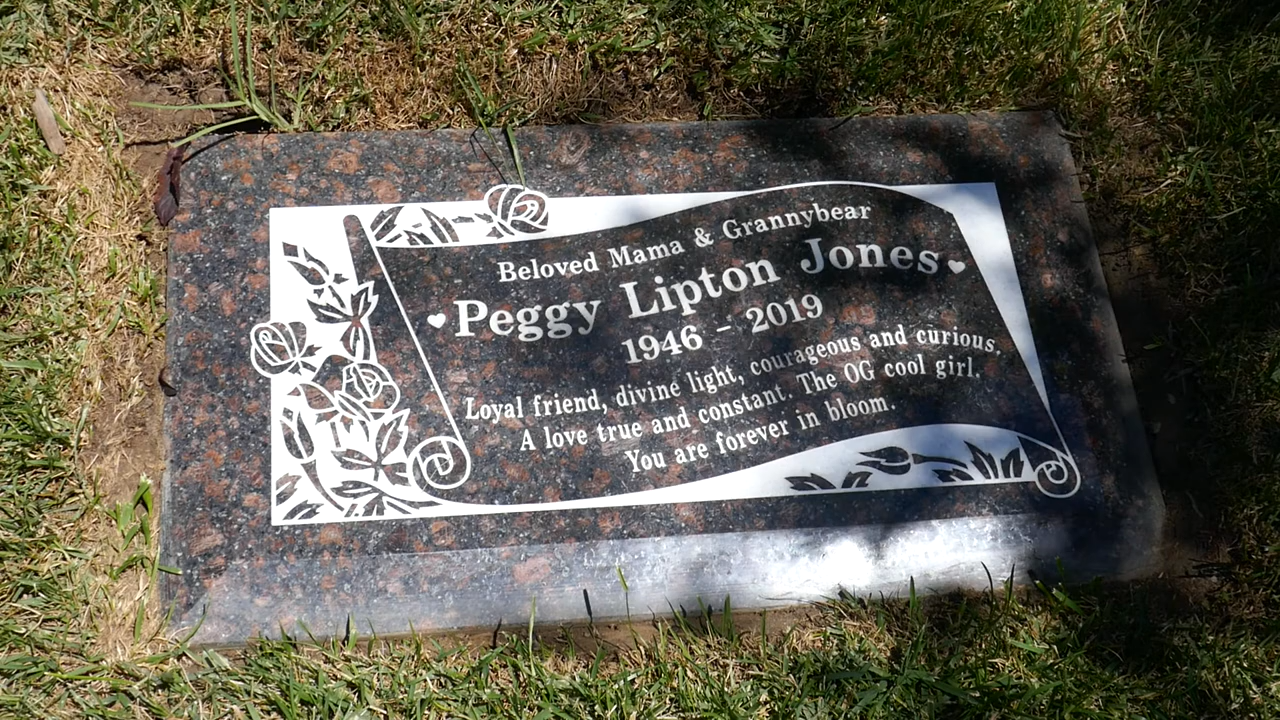 Beloved Mama & Grannybear
Peggy Lipton Jones
1946 - 2019
Loyal friend, divine light, courageous and curious.
A love true and constant. The OG cool girl.
You are forever in bloom.